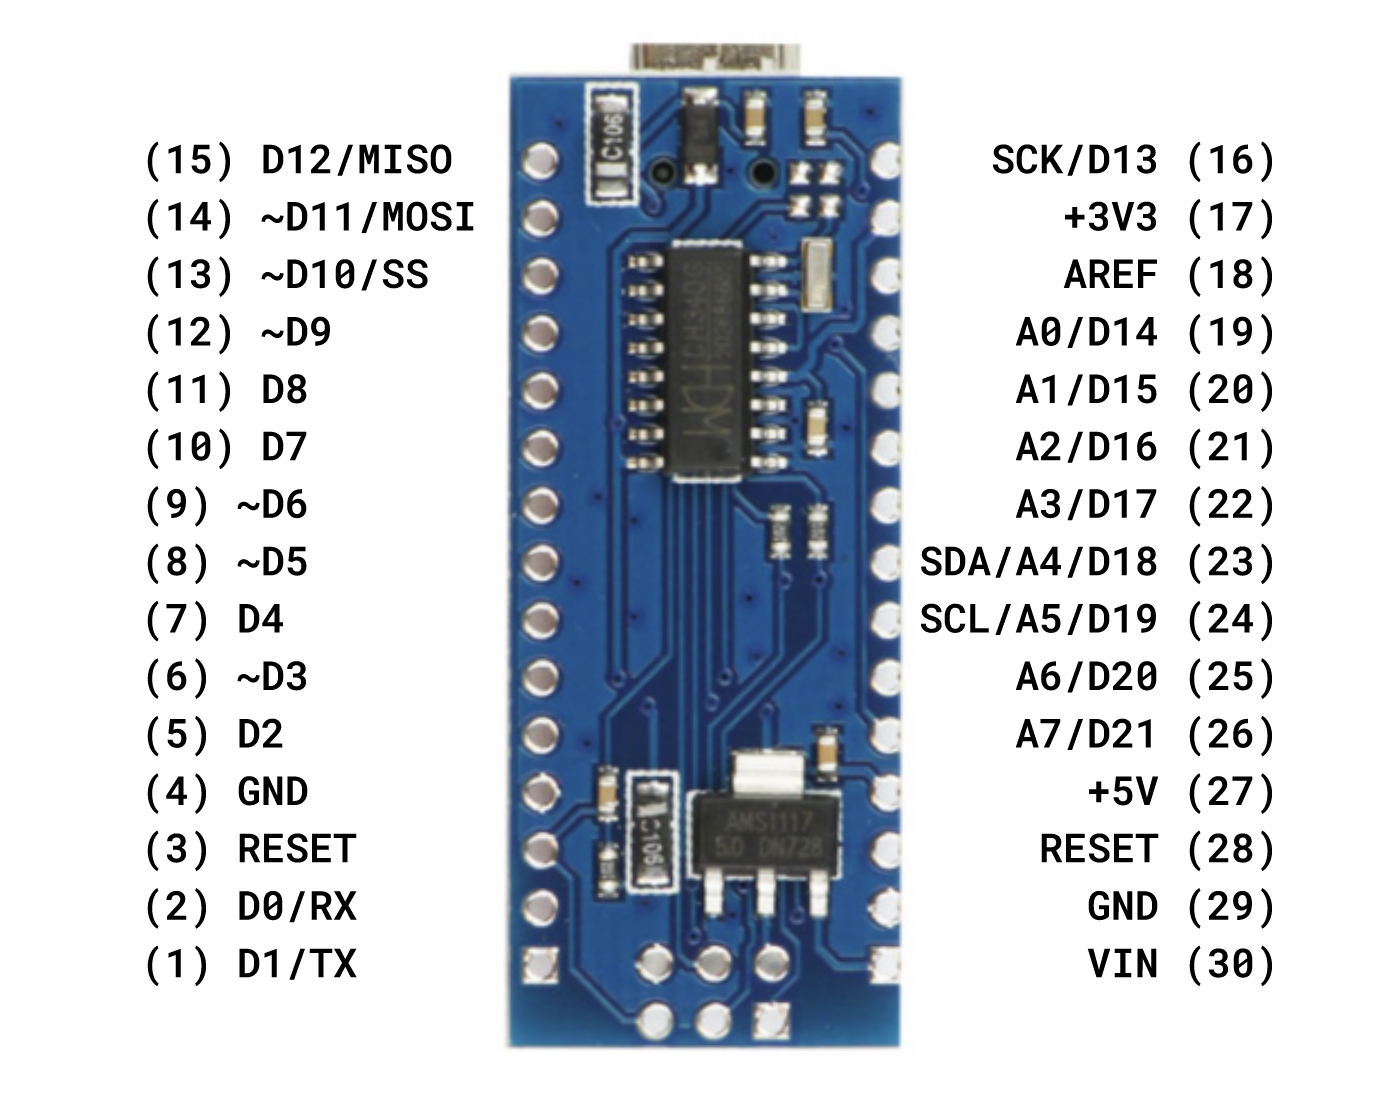 (15) D12/MISO
(14) ~D11/MOSI
(13) ~D10/SS
(12) ~D9
(11) D8
(10) D7
(9) ~D6
(8) ~D5
(7) D4
(6) ~D3
(5) D2
(4) GND
(3) RESET
(2) D0/RX
(1) D1/TX
C106
CH340G
AMS1117
5.0 DN728
C106
SCK/D13 (16)
+3V3 (17)
AREF (18)
A0/D14 (19)
A1/D15 (20)
A2/D16 (21)
A3/D17 (22)
SDA/A4/D18 (23)
SCL/A5/D19 (24)
A6/D20 (25)
A7/D21 (26)
+5V (27)
RESET (28)
GND (29)
VIN (30)